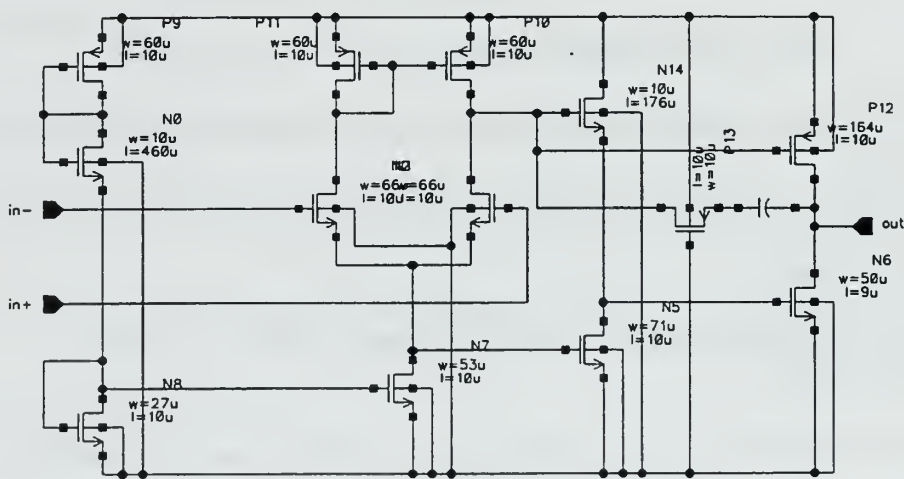 P9
w=60u
l=10u
P11
w=60u
l=10u
P10
w=60u
l=10u
N14
w=10u
l=176u
P12
w=164u
l=10u
P13
l=10u
w=10u
N0
w=10u
l=460u
w=66u
w=66u
l=10u
l=10u
in-
out
in+
N6
w=50u
l=9u
N5
w=71u
l=10u
N7
w=53u
l=10u
N8
w=27u
l=10u